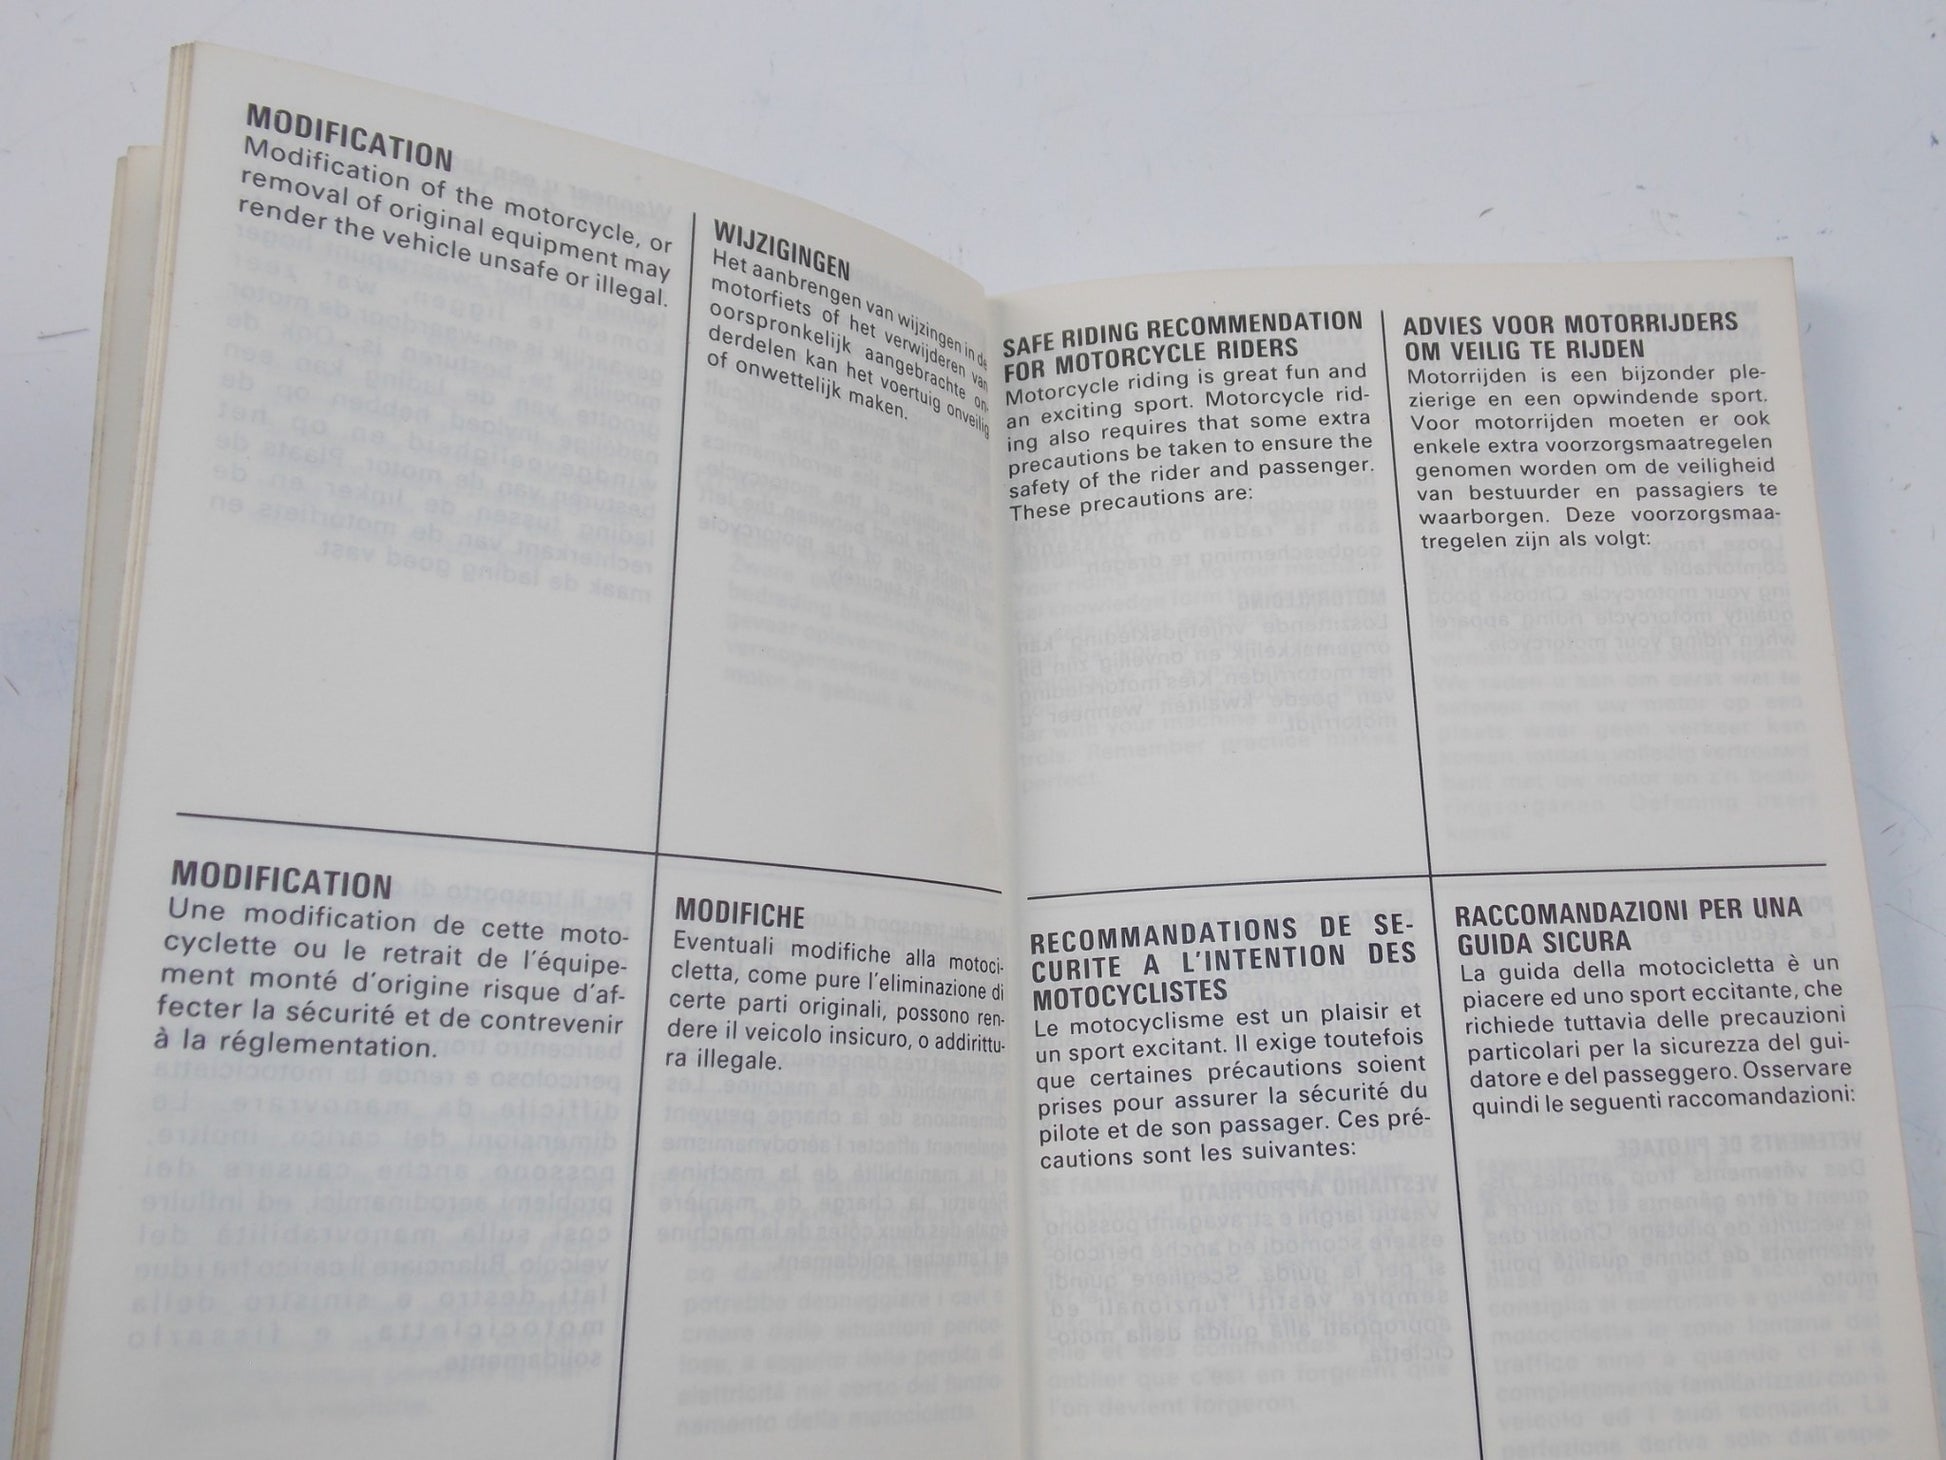 MODIFICATION
Modification of the motorcycle, or
removal of original equipment may
render the vehicle unsafe or illegal.
WIJZIGINGEN
Het aanbrengen van wijzingen in de
motorfiets of het verwijderen van
oorspronkelijk aangebrachte on-
derdelen kan het voertuig onveilig
of onwettelijk maken.
MODIFICATION
Une modification de cette moto-
cyclette ou le retrait de l'équipe-
ment monté d'origine risque d'af-
fecter la sécurité et de contrevenir
à la réglementation.
MODIFICHE
Eventuali modifiche alla motoci-
cletta, come pure l'eliminazione di
certe parti originali, possono ren-
dere il veicolo insicuro, o addirittu-
ra illegale.
SAFE RIDING RECOMMENDATION
FOR MOTORCYCLE RIDERS
Motorcycle riding is great fun and
an exciting sport. Motorcycle rid-
ing also requires that some extra
precautions be taken to ensure the
safety of the rider and passenger.
These precautions are:
ADVIES VOOR MOTORRIJDERS
OM VEILIG TE RIJDEN
Motorrijden is een bijzonder ple-
zierige en een opwindende sport.
Voor motorrijden moeten er ook
enkele extra voorzorgsmaatregelen
genomen worden om de veiligheid
van bestuurder en passagiers te
waarborgen. Deze voorzorgsmaa-
tregelen zijn als volgt:
RECOMMANDATIONS DE SE-
CURITE A L'INTENTION DES
MOTOCYCLISTES
Le motocyclisme est un plaisir et
un sport excitant. Il exige toutefois
que certaines précautions soient
prises pour assurer la sécurité du
pilote et de son passager. Ces pré-
cautions sont les suivantes:
RACCOMANDAZIONI PER UNA
GUIDA SICURA
La guida della motocicletta è un
piacere ed uno sport eccitante, che
richiede tuttavia delle precauzioni
particolari per la sicurezza del gui-
datore e del passeggero. Osservare
quindi le seguenti raccomandazioni: